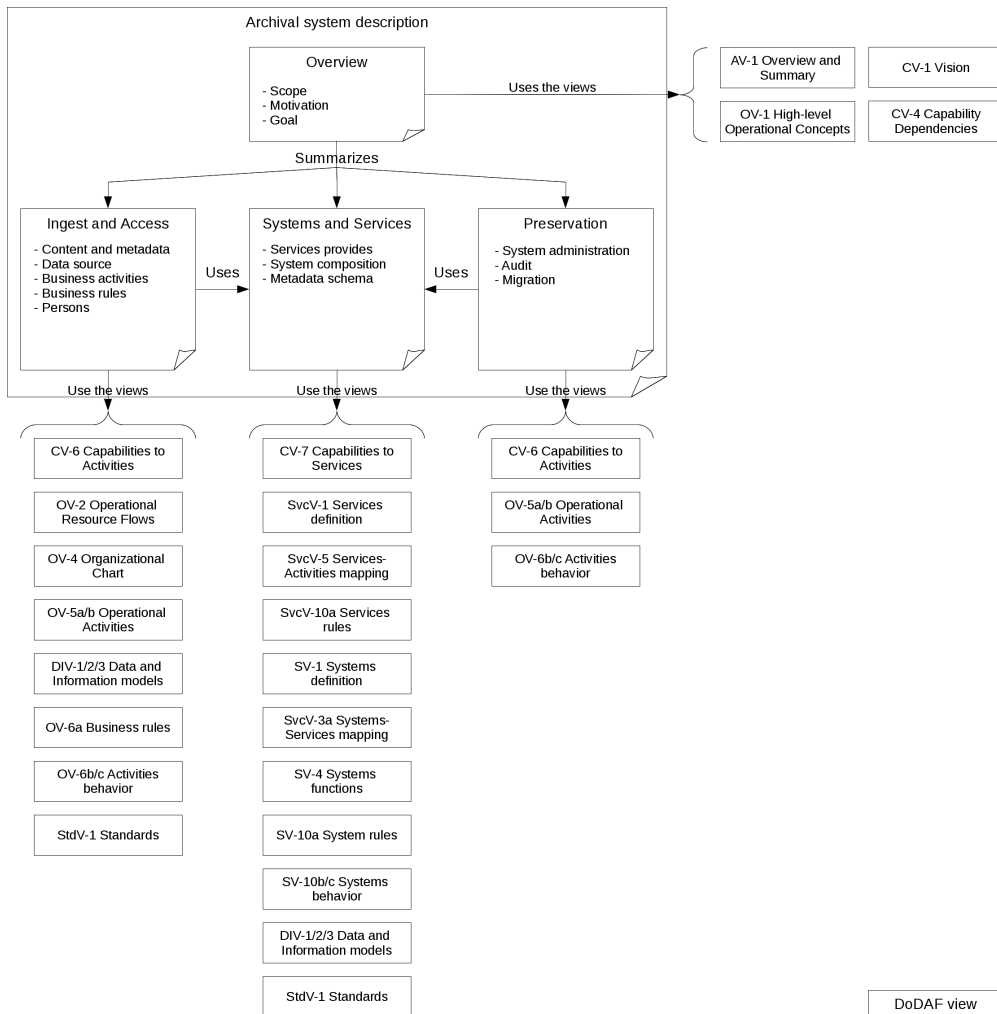 Archival system description
Overview
- Scope
- Motivation
- Goal
Uses the views
AV-1 Overview and
Summary
CV-1 Vision
OV-1 High-level
Operational Concepts
CV-4 Capability
Dependencies
Summarizes
Ingest and Access
- Content and metadata
- Data source
- Business activities
- Business rules
- Persons
Uses
Systems and Services
- Services provides
- System composition
- Metadata schema
Uses
Preservation
- System administration
- Audit
- Migration
Use the views
Use the views
Use the views
CV-6 Capabilities to
Activities
OV-2 Operational
Resource Flows
OV-4 Organizational
Chart
OV-5a/b Operational
Activities
DIV-1/2/3 Data and
Information models
OV-6a Business rules
OV-6b/c Activities
behavior
StdV-1 Standards
CV-7 Capabilities to
Services
SvcV-1 Services
definition
SvcV-5 Services-
Activities mapping
SvcV-10a Services
rules
SV-1 Systems
definition
SvcV-3a Systems-
Services mapping
SV-4 Systems
functions
SV-10a System rules
SV-10b/c Systems
behavior
DIV-1/2/3 Data and
Information models
StdV-1 Standards
CV-6 Capabilities to
Activities
OV-5a/b Operational
Activities
OV-6b/c Activities
behavior
DoDAF view